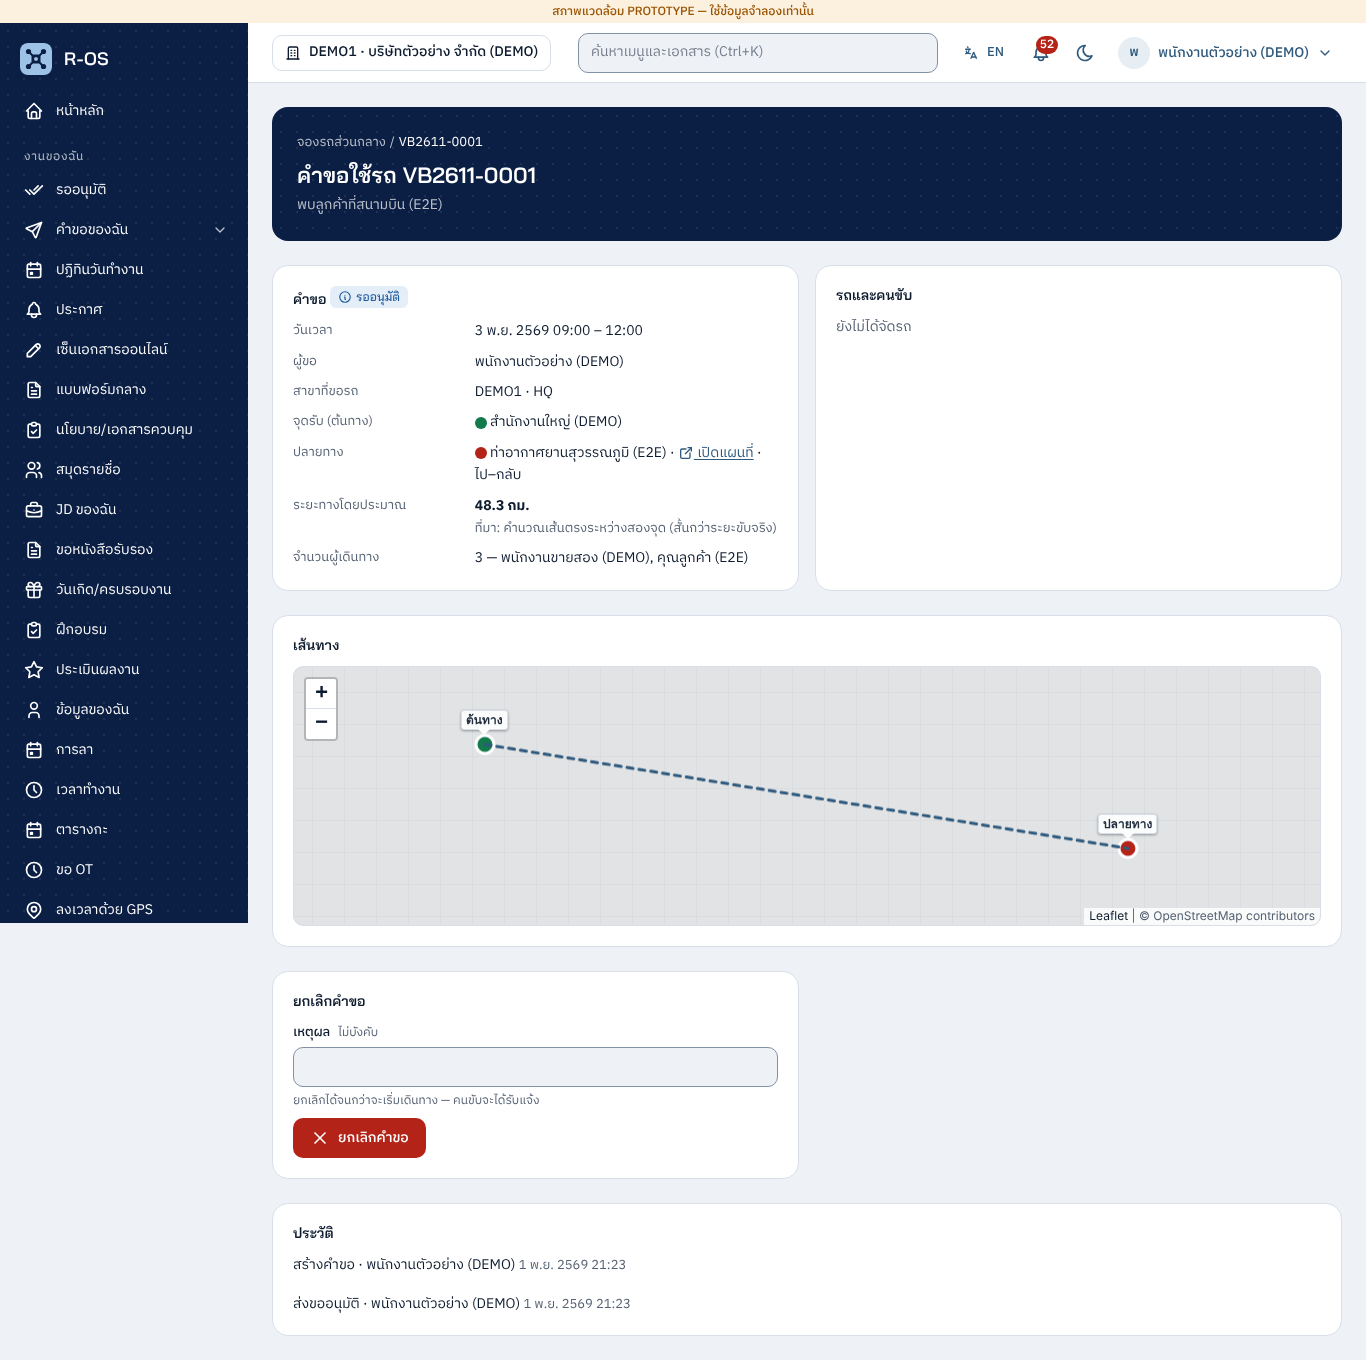 สภาพแวดล้อม PROTOTYPE — ใช้ข้อมูลจำลองเท่านั้น
R-OS
DEMO1 · บริษัทตัวอย่าง จำกัด (DEMO)
ค้นหาเมนูและเอกสาร (Ctrl+K)
EN
52
พ
พนักงานตัวอย่าง (DEMO)
หน้าหลัก
งานของฉัน
รออนุมัติ
คำขอของฉัน
ปฏิทินวันทำงาน
ประกาศ
เซ็นเอกสารออนไลน์
แบบฟอร์มกลาง
นโยบาย/เอกสารควบคุม
สมุดรายชื่อ
JD ของฉัน
ขอหนังสือรับรอง
วันเกิด/ครบรอบงาน
ฝึกอบรม
ประเมินผลงาน
ข้อมูลของฉัน
การลา
เวลาทำงาน
ตารางกะ
ขอ OT
ลงเวลาด้วย GPS
จองรถส่วนกลาง / VB2611-0001
คำขอใช้รถ VB2611-0001
พบลูกค้าที่สนามบิน (E2E)
คำขอ รออนุมัติ
วันเวลา 3 พ.ย. 2569 09:00 – 12:00
ผู้ขอ พนักงานตัวอย่าง (DEMO)
สาขาที่ขอรถ DEMO1 · HQ
จุดรับ (ต้นทาง) สำนักงานใหญ่ (DEMO)
ปลายทาง ท่าอากาศยานสุวรรณภูมิ (E2E) · เปิดแผนที่ ·
ไป–กลับ
ระยะทางโดยประมาณ 48.3 กม.
ที่มา: คำนวณเส้นตรงระหว่างสองจุด (สั้นกว่าระยะขับจริง)
จำนวนผู้เดินทาง 3 — พนักงานขายสอง (DEMO), คุณลูกค้า (E2E)
รถและคนขับ
ยังไม่ได้จัดรถ
เส้นทาง
+
−
ต้นทาง
ปลายทาง
Leaflet | © OpenStreetMap contributors
ยกเลิกคำขอ
เหตุผล ไม่บังคับ
ยกเลิกได้จนกว่าจะเริ่มเดินทาง — คนขับจะได้รับแจ้ง
ยกเลิกคำขอ
ประวัติ
สร้างคำขอ · พนักงานตัวอย่าง (DEMO) 1 พ.ย. 2569 21:23
ส่งขออนุมัติ · พนักงานตัวอย่าง (DEMO) 1 พ.ย. 2569 21:23